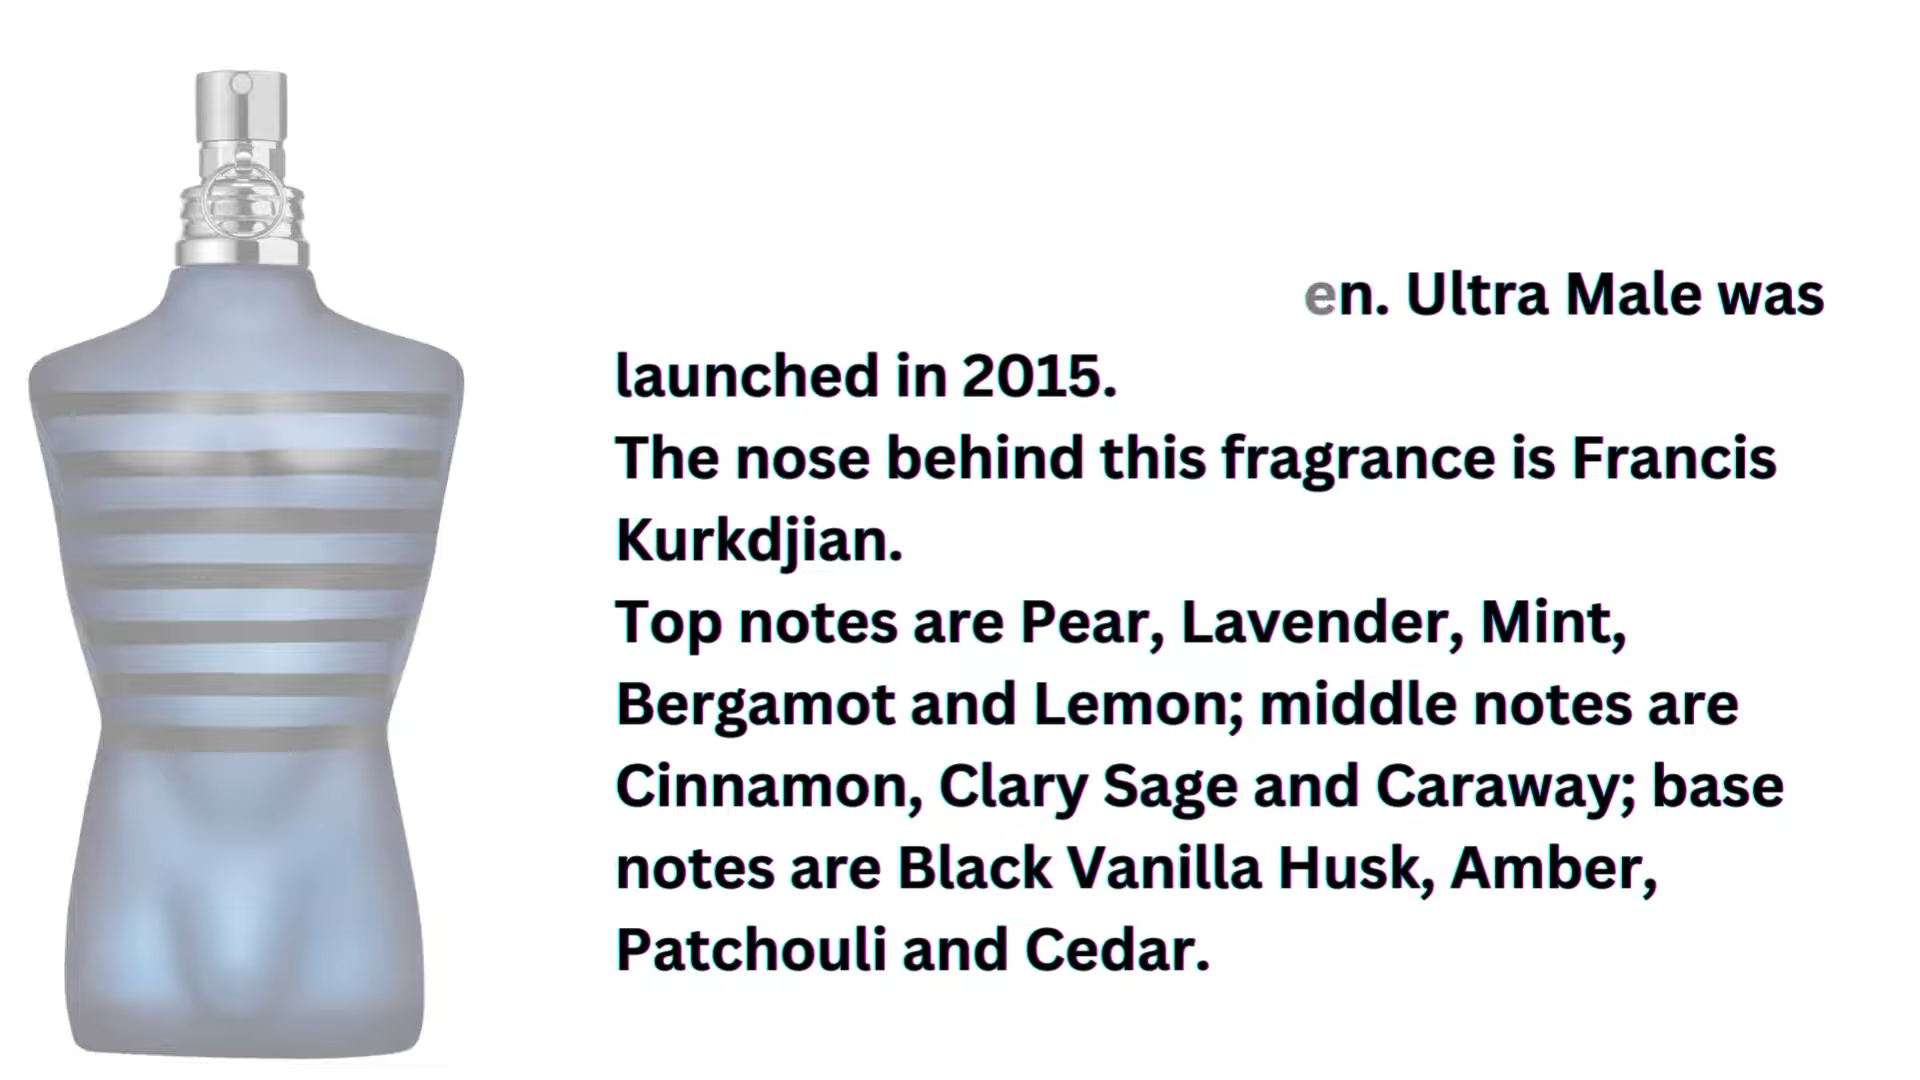 en. Ultra Male was
launched in 2015.
The nose behind this fragrance is Francis
Kurkdjian.
Top notes are Pear, Lavender, Mint,
Bergamot and Lemon; middle notes are
Cinnamon, Clary Sage and Caraway; base
notes are Black Vanilla Husk, Amber,
Patchouli and Cedar.